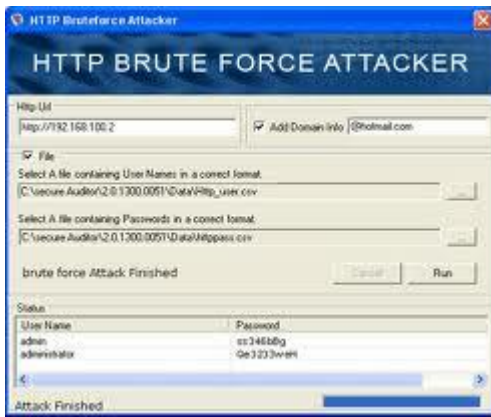 HTTP Bruteforce Attacker
HTTP BRUTE FORCE ATTACKER
Http Url
http://192.168.100.2
Add Domain Info
@hotmail.com
File
Select A file containing User Names in a correct format
C:\secure Auditor\2.0.1300.0051\Data\Http_user.csv
...
Select A file containing Passwords in a correct format
C:\secure Auditor\2.0.1300.0051\Data\httppass.csv
...
brute force Attack Finished
Cancel
Run
Status
User Name Password
admin
administrator
Attack Finished